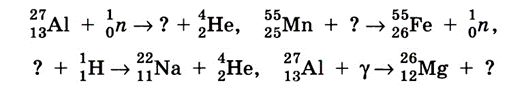 ²⁷₁₃Al + ¹₀n → ? + ⁴₂He, ⁵⁵₂₅Mn + ? → ⁵⁵₂₆Fe + ¹₀n,
? + ¹₁H → ²²₁₁Na + ⁴₂He, ²⁷₁₃Al + γ → ²⁶₁₂Mg + ?